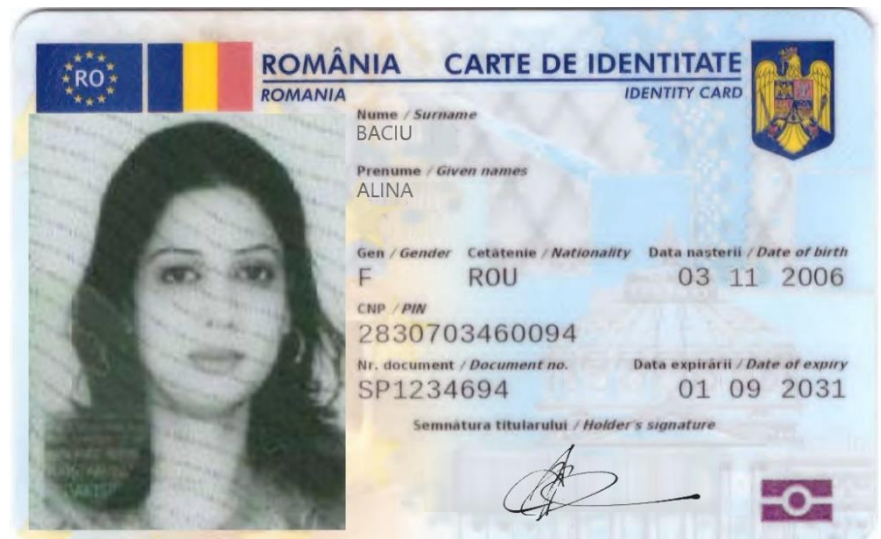 RO
ROMÂNIA CARTE DE IDENTITATE
ROMANIA IDENTITY CARD
Nume / Surname
BACIU
Prenume / Given names
ALINA
Gen / Gender Cetățenie / Nationality Data nașterii / Date of birth
F ROU 03 11 2006
CNP / PIN
2830703460094
Nr. document / Document no. Data expirării / Date of expiry
SP1234694 01 09 2031
Semnătura titularului / Holder's signature